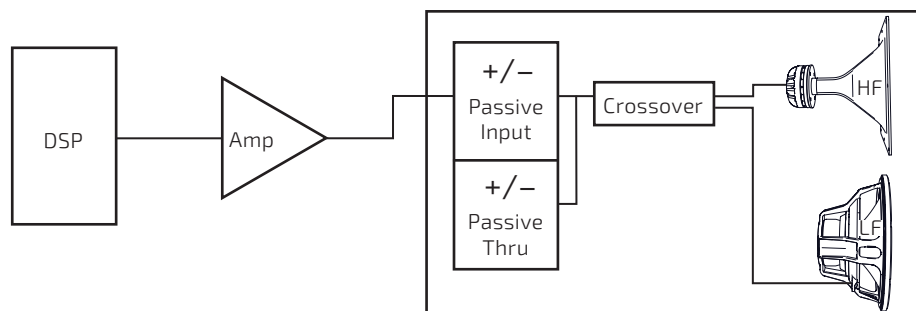 DSP
Amp
+/–
Passive
Input
+/–
Passive
Thru
Crossover
HF
LF